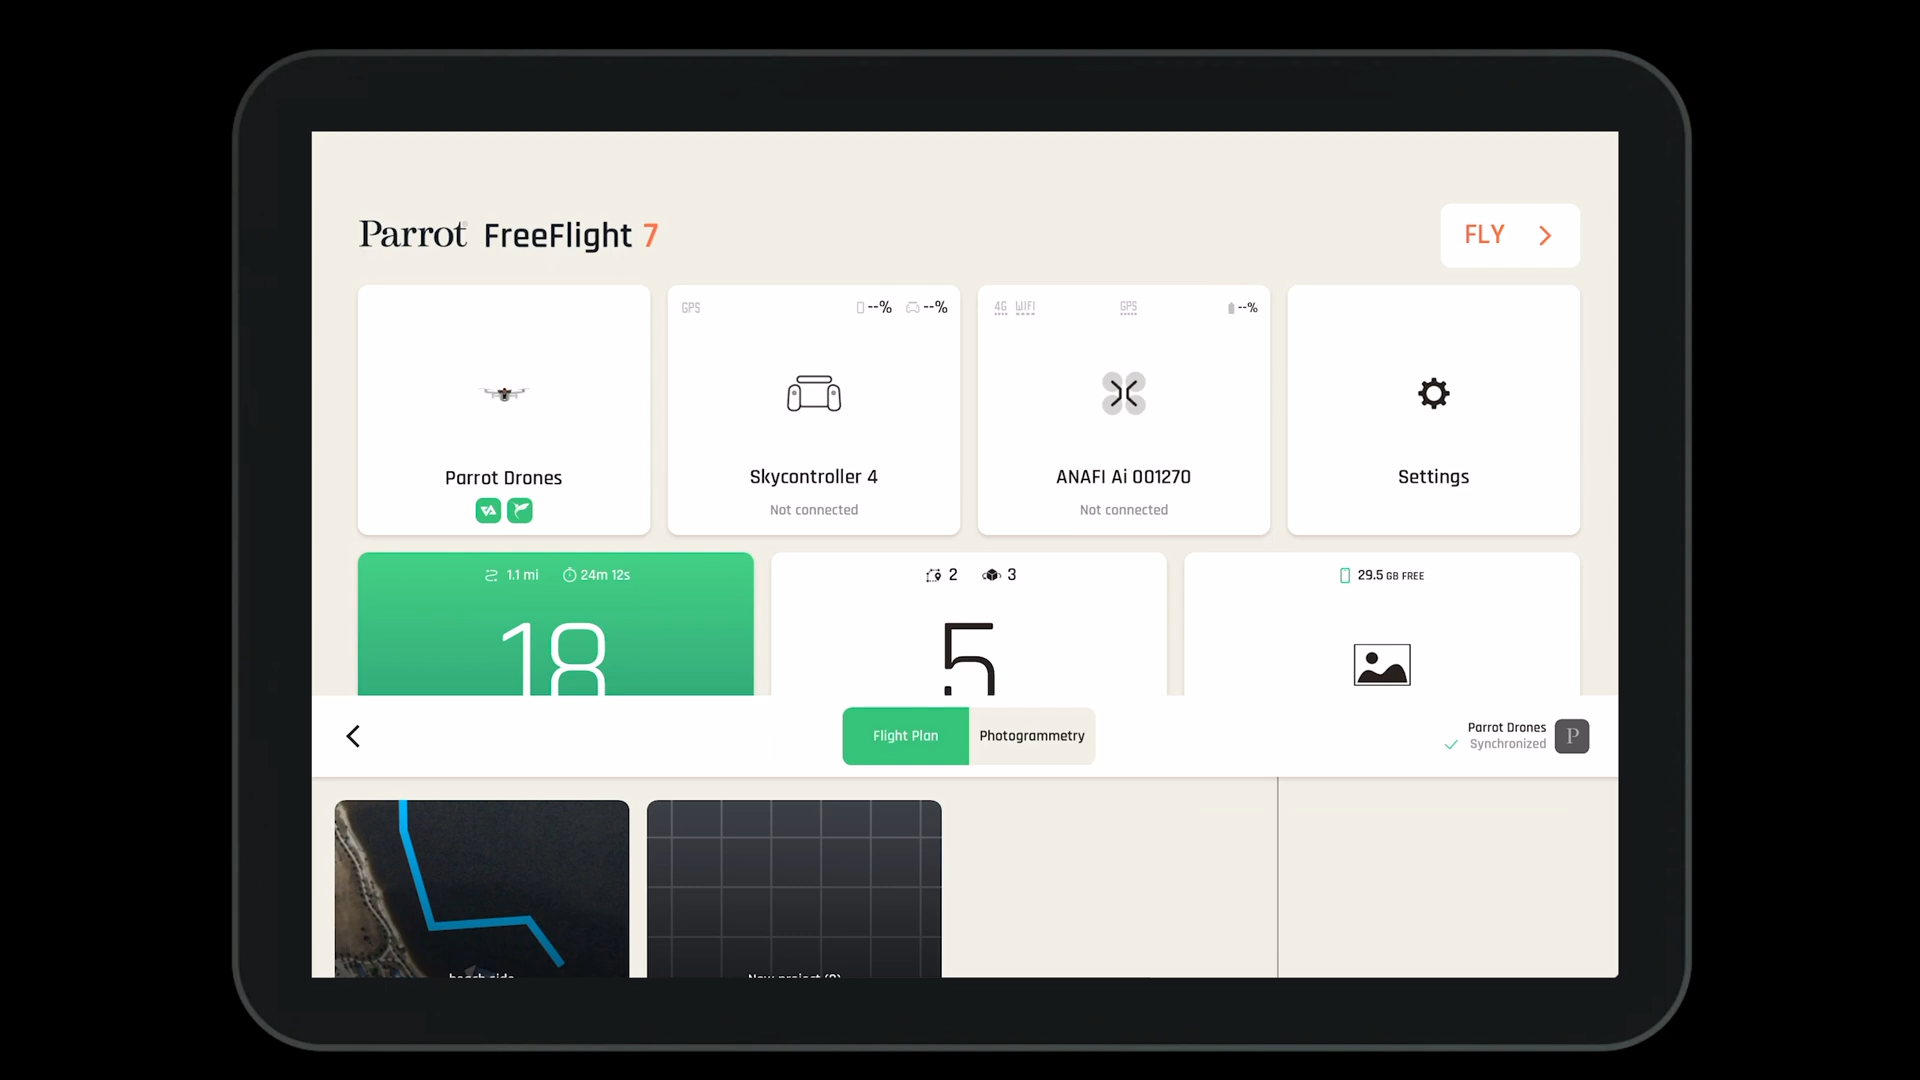 Parrot FreeFlight 7
FLY
Parrot Drones
GPS
--%
--%
Skycontroller 4
Not connected
4G WIFI
GPS
--%
ANAFI Ai 001270
Not connected
Settings
1.1 mi
24m 12s
18
2
3
5
29.5 GB FREE
Flight Plan
Photogrammetry
Parrot Drones
Synchronized
P
beach side